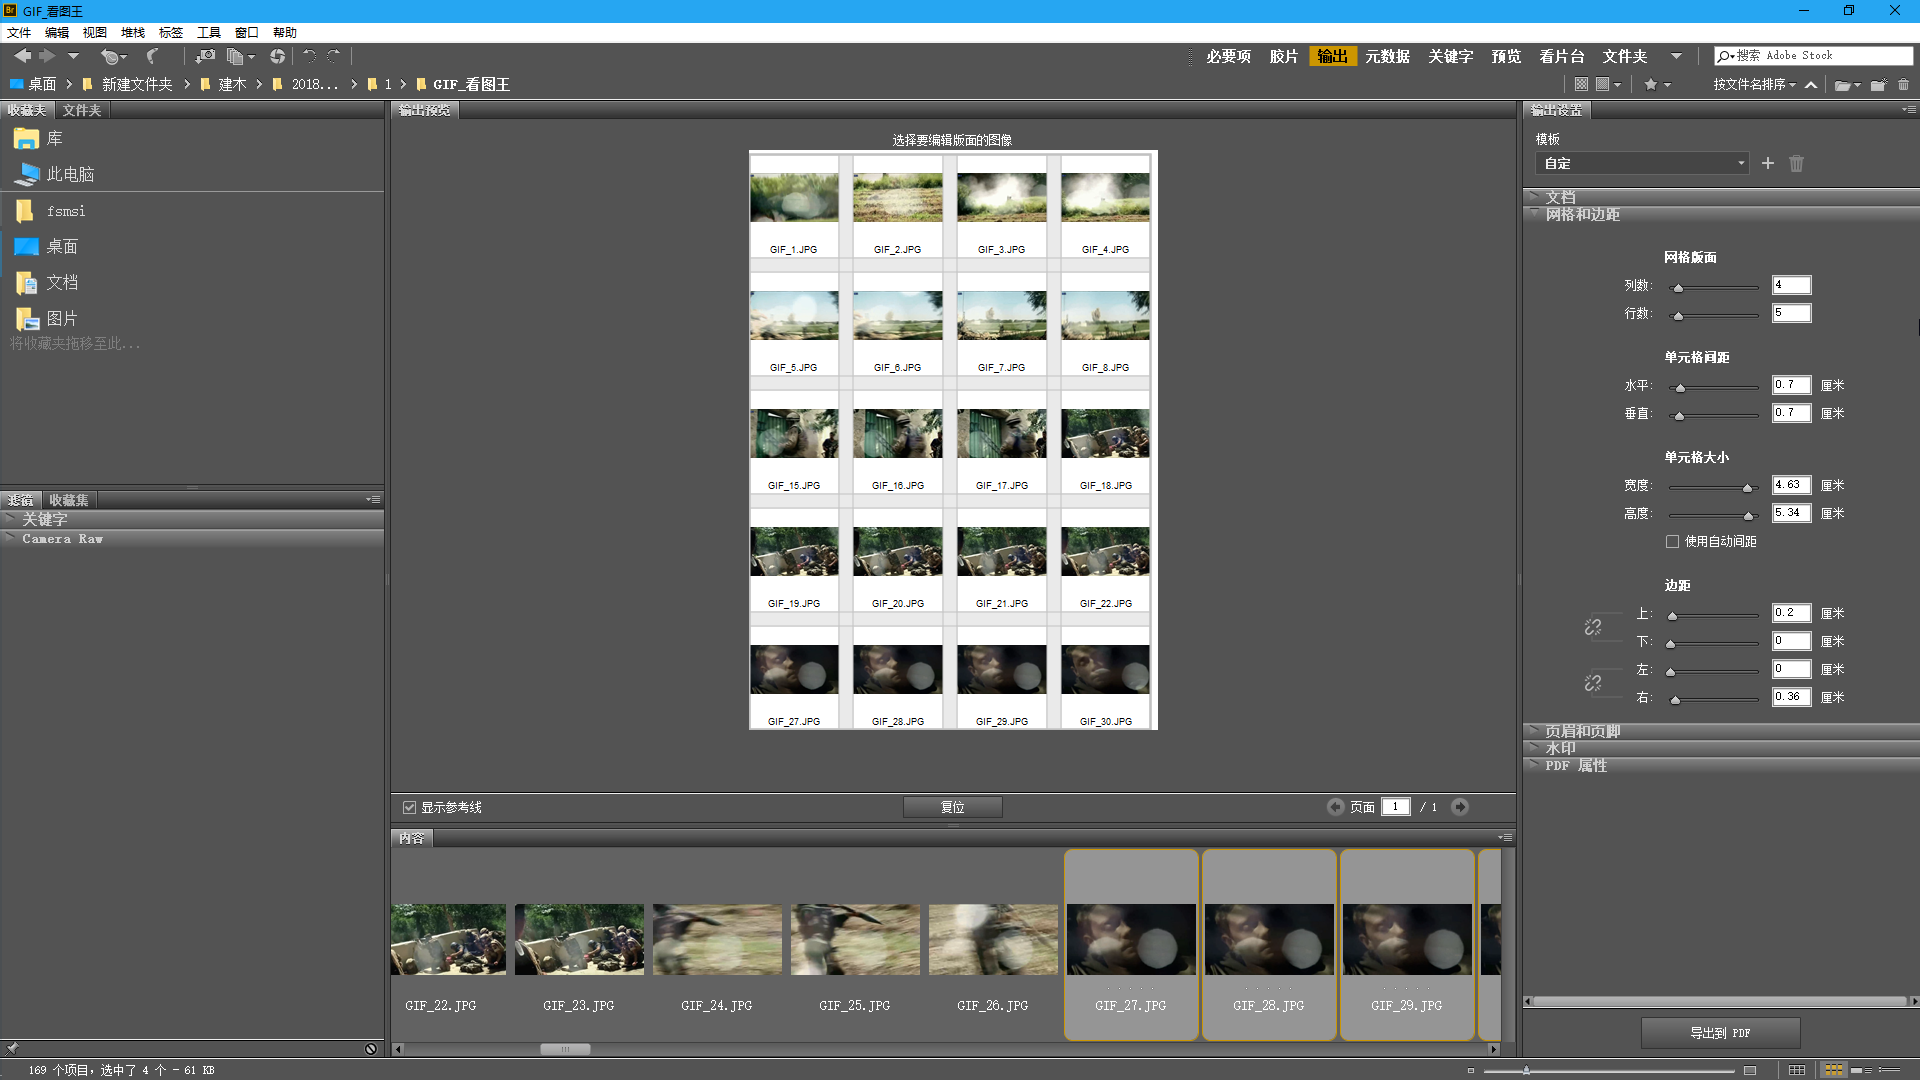 Br GIF_看图王
文件 编辑 视图 堆栈 标签 工具 窗口 帮助
必要项 胶片 输出 元数据 关键字 预览 看片台 文件夹 搜索 Adobe Stock
桌面 新建文件夹 建木 2018... 1 GIF_看图王 按文件名排序
收藏夹 文件夹
库
此电脑
fsmsi
桌面
文档
图片
将收藏夹拖移至此...
滤镜 收藏集
关键字
Camera Raw
输出预览
选择要编辑版面的图像
GIF_1.JPG GIF_2.JPG GIF_3.JPG GIF_4.JPG
GIF_5.JPG GIF_6.JPG GIF_7.JPG GIF_8.JPG
GIF_15.JPG GIF_16.JPG GIF_17.JPG GIF_18.JPG
GIF_19.JPG GIF_20.JPG GIF_21.JPG GIF_22.JPG
GIF_27.JPG GIF_28.JPG GIF_29.JPG GIF_30.JPG
显示参考线 复位 页面 1 / 1
内容
GIF_22.JPG GIF_23.JPG GIF_24.JPG GIF_25.JPG GIF_26.JPG GIF_27.JPG GIF_28.JPG GIF_29.JPG
输出设置
模板
自定
文档
网格和边距
网格版面
列数: 4
行数: 5
单元格间距
水平: 0.7 厘米
垂直: 0.7 厘米
单元格大小
宽度: 4.63 厘米
高度: 5.34 厘米
使用自动间距
边距
上: 0.2 厘米
下: 0 厘米
左: 0 厘米
右: 0.36 厘米
页眉和页脚
水印
PDF 属性
导出到 PDF
169 个项目，选中了 4 个 - 61 KB